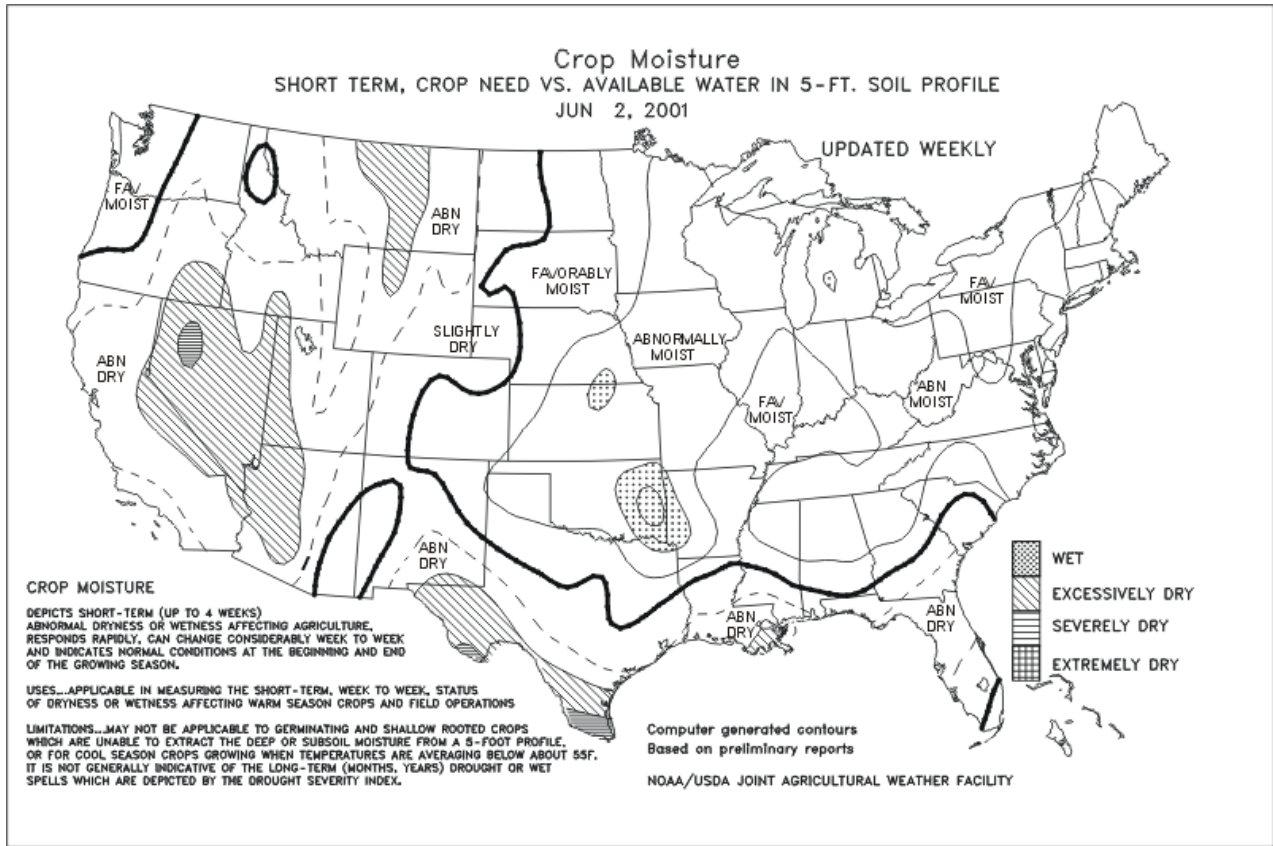 Crop Moisture
SHORT TERM, CROP NEED VS. AVAILABLE WATER IN 5-FT. SOIL PROFILE
JUN 2, 2001
UPDATED WEEKLY
FAV
MOIST
ABN
DRY
FAVORABLY
MOIST
FAV
MOIST
SLIGHTLY
DRY
ABNORMALLY
MOIST
ABN
DRY
FAV
MOIST
ABN
MOIST
ABN
DRY
ABN
DRY
ABN
DRY
WET
EXCESSIVELY DRY
SEVERELY DRY
EXTREMELY DRY
CROP MOISTURE
DEPICTS SHORT-TERM (UP TO 4 WEEKS)
ABNORMAL DRYNESS OR WETNESS AFFECTING AGRICULTURE,
RESPONDS RAPIDLY, CAN CHANGE CONSIDERABLY WEEK TO WEEK
AND INDICATES NORMAL CONDITIONS AT THE BEGINNING AND END
OF THE GROWING SEASON.
USES...APPLICABLE IN MEASURING THE SHORT-TERM, WEEK TO WEEK, STATUS
OF DRYNESS OR WETNESS AFFECTING WARM SEASON CROPS AND FIELD OPERATIONS
LIMITATIONS...MAY NOT BE APPLICABLE TO GERMINATING AND SHALLOW ROOTED CROPS
WHICH ARE UNABLE TO EXTRACT THE DEEP OR SUBSOIL MOISTURE FROM A 5-FOOT PROFILE,
OR FOR COOL SEASON CROPS GROWING WHEN TEMPERATURES ARE AVERAGING BELOW ABOUT 55F.
IT IS NOT GENERALLY INDICATIVE OF THE LONG-TERM (MONTHS, YEARS) DROUGHT OR WET
SPELLS WHICH ARE DEPICTED BY THE DROUGHT SEVERITY INDEX.
Computer generated contours
Based on preliminary reports
NOAA/USDA JOINT AGRICULTURAL WEATHER FACILITY